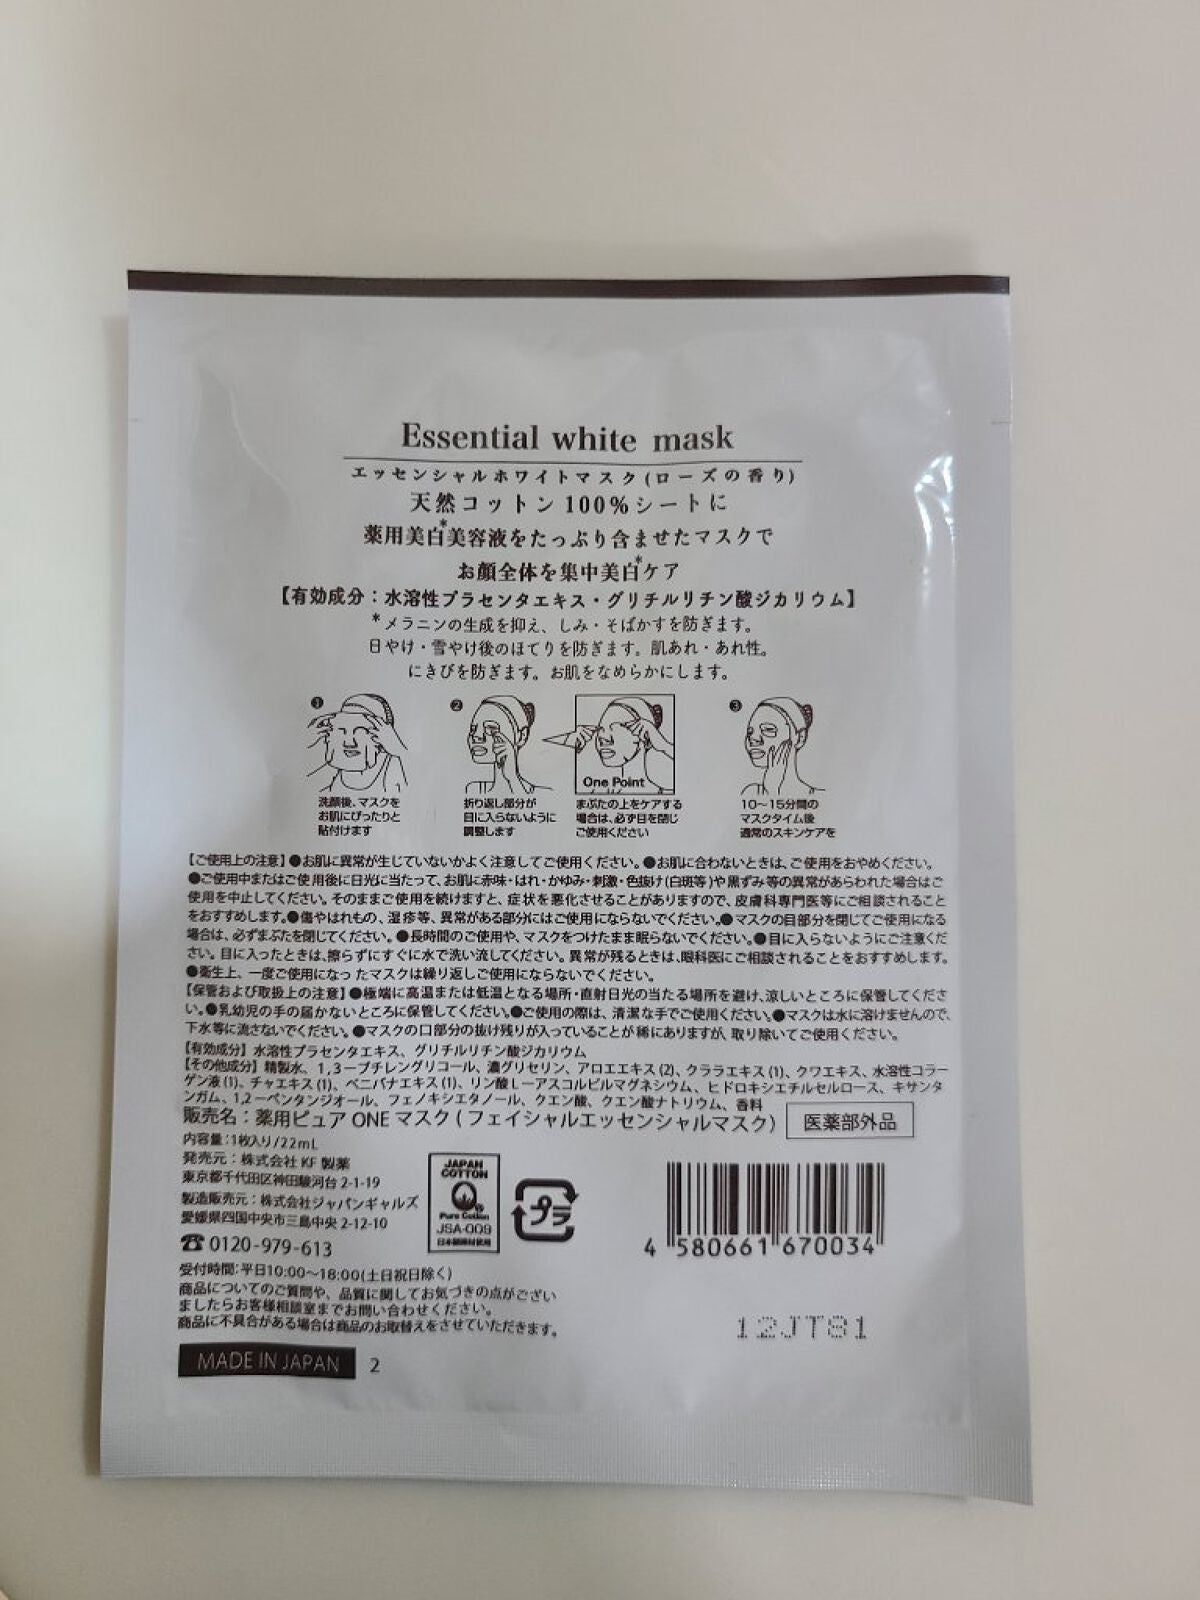 Essential white mask
エッセンシャルホワイトマスク(ローズの香り)
天然コットン100%シートに
薬用美白*美容液をたっぷり含ませたマスクで
お顔全体を集中美白*ケア
【有効成分：水溶性プラセンタエキス・グリチルリチン酸ジカリウム】
*メラニンの生成を抑え、しみ・そばかすを防ぎます。
日やけ・雪やけ後のほてりを防ぎます。肌あれ・あれ性。
にきびを防ぎます。お肌をなめらかにします。
❶
洗顔後、マスクを
お肌にぴったりと
貼付けます
❷
折り返し部分が
目に入らないように
調整します
One Point
まぶたの上をケアする
場合は、必ず目を閉じ
ご使用ください
❸
10〜15分間の
マスクタイム後
通常のスキンケアを
【ご使用上の注意】●お肌に異常が生じていないかよく注意してご使用ください。●お肌に合わないときは、ご使用をおやめください。
●ご使用中またはご使用後に日光に当たって、お肌に赤味・はれ・かゆみ・刺激・色抜け(白斑等)や黒ずみ等の異常があらわれた場合はご
使用を中止してください。そのままご使用を続けますと、症状を悪化させることがありますので、皮膚科専門医等にご相談されること
をおすすめします。●傷やはれもの、湿疹等、異常がある部分にはご使用にならないでください。●マスクの目部分を閉じてご使用になる
場合は、必ずまぶたを閉じてください。●長時間のご使用や、マスクをつけたまま眠らないでください。●目に入らないようにご注意くだ
さい。目に入ったときは、擦らずにすぐに水で洗い流してください。異常が残るときは、眼科医にご相談されることをおすすめします。
●衛生上、一度ご使用になったマスクは繰り返しご使用にならないでください。
【保管および取扱上の注意】●極端に高温または低温となる場所・直射日光の当たる場所を避け、涼しいところに保管してくださ
い。●乳幼児の手の届かないところに保管してください。●ご使用の際は、清潔な手でご使用ください。●マスクは水に溶けませんので、
下水等に流さないでください。●マスクの口部分の抜け残りが入っていることが稀にありますが、取り除いてご使用ください。
【有効成分】水溶性プラセンタエキス、グリチルリチン酸ジカリウム
【その他成分】精製水、1,3−ブチレングリコール、濃グリセリン、アロエエキス(2)、クララエキス(1)、クワエキス、水溶性コラー
ゲン液(1)、チャエキス(1)、ベニバナエキス(1)、リン酸L−アスコルビルマグネシウム、ヒドロキシエチルセルロース、キサンタ
ンガム、1,2−ペンタンジオール、フェノキシエタノール、クエン酸、クエン酸ナトリウム、香料
販売名：薬用ピュアONEマスク(フェイシャルエッセンシャルマスク)
医薬部外品
内容量：1枚入り/22mL
発売元：株式会社KF製薬
東京都千代田区神田駿河台2-1-19
製造販売元：株式会社ジャパンギャルズ
愛媛県四国中央市三島中央2-12-10
☎0120-979-613
受付時間：平日10:00〜18:00(土日祝日除く)
商品についてのご質問や、品質に関してお気づきの点がござい
ましたらお客様相談室までお問い合わせください。
商品に不具合がある場合は商品のお取替えをさせていただきます。
MADE IN JAPAN
2
JAPAN
COTTON
Pure Cotton
JSA-009
プラ
4 580661 670034
12JT81